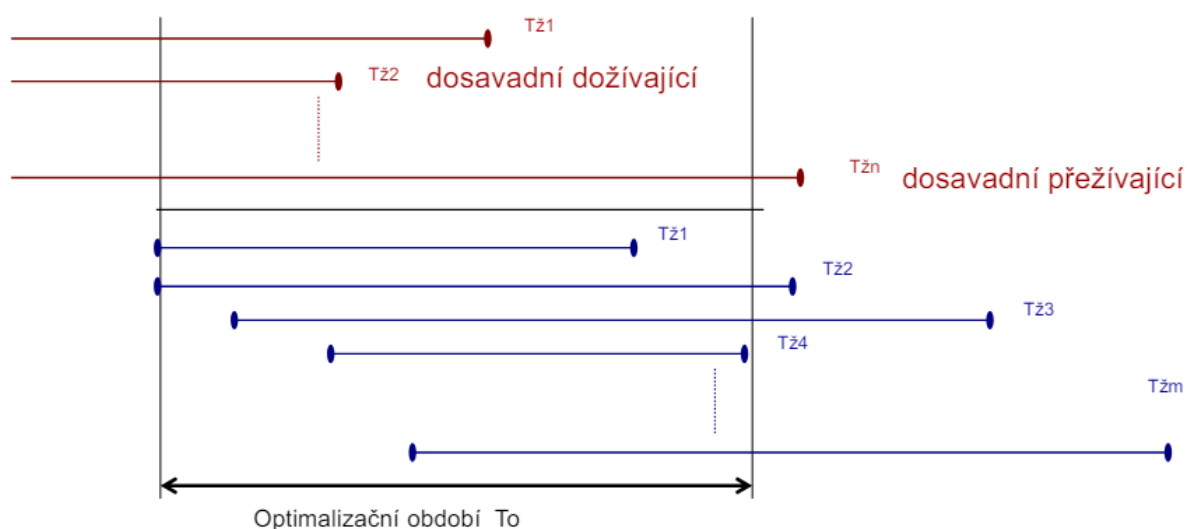 Tž1
Tž2 dosavadní dožívající
Tžn dosavadní přežívající
Tž1
Tž2
Tž3
Tž4
Tžm
Optimalizační období To